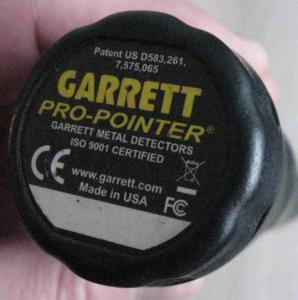 Patent US D583,261,
7,575,065
GARRETT
PRO-POINTER®
GARRETT METAL DETECTORS
ISO 9001 CERTIFIED
CE
www.garrett.com
Made in USA
FC